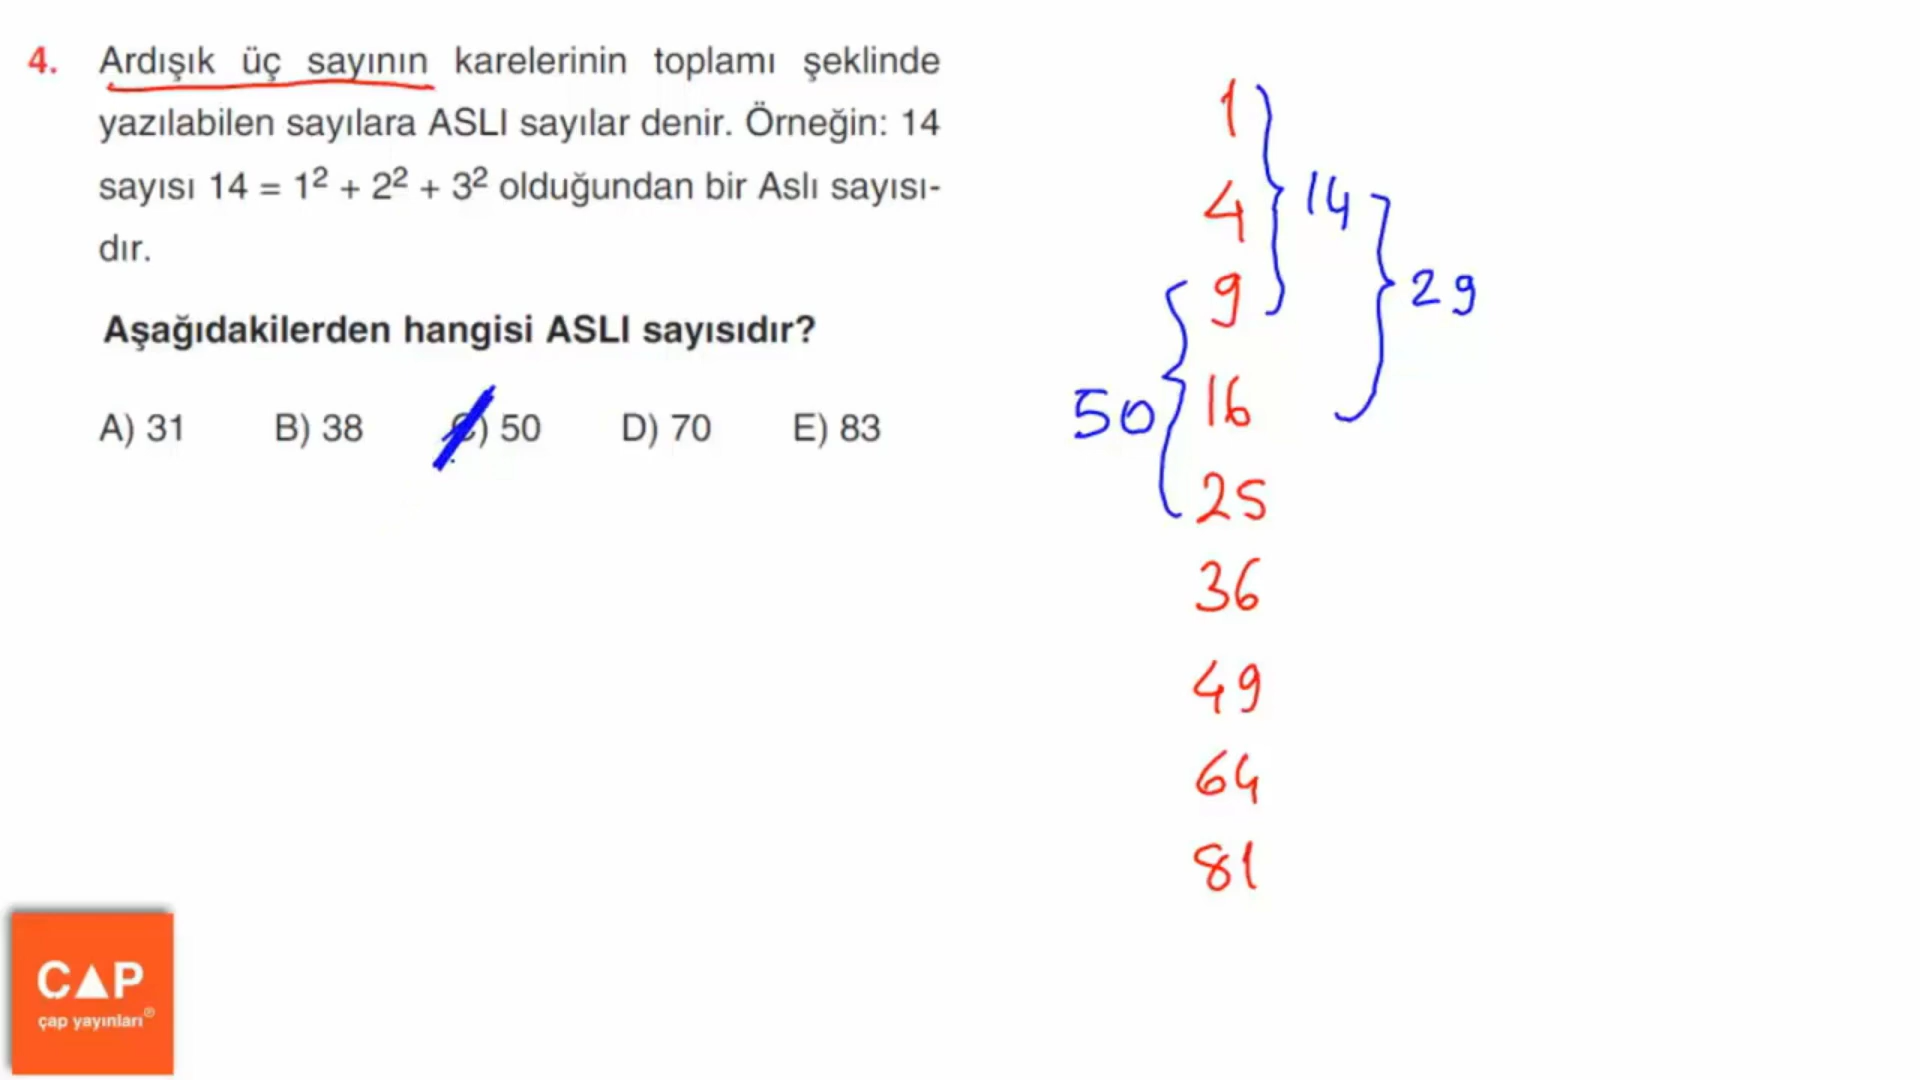 4. Ardışık üç sayının karelerinin toplamı şeklinde
yazılabilen sayılara ASLI sayılar denir. Örneğin: 14
sayısı 14 = 1² + 2² + 3² olduğundan bir Aslı sayısı-
dır.
Aşağıdakilerden hangisi ASLI sayısıdır?
A) 31 B) 38 C) 50 D) 70 E) 83
1
4
14
9
29
16
50
25
36
49
64
81
ÇAP
çap yayınları®